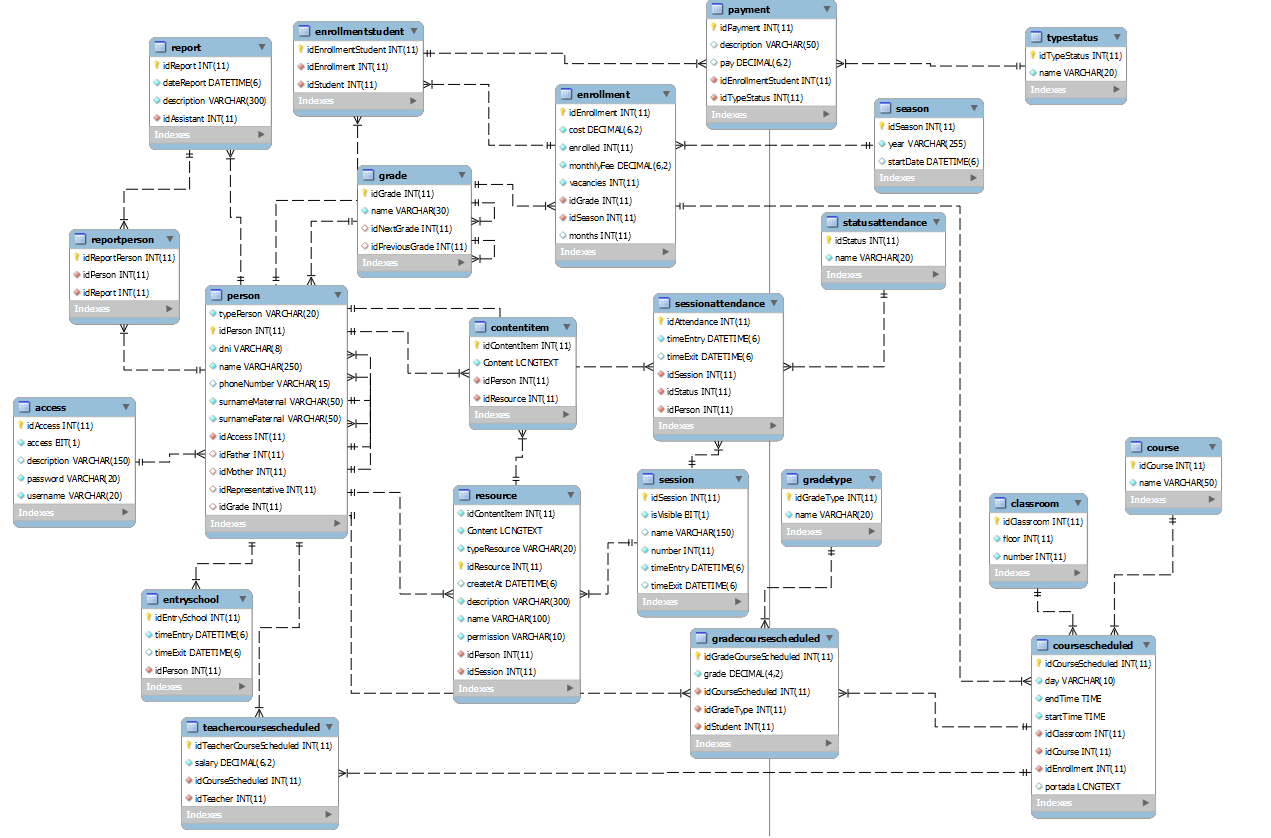 payment
idPayment INT(11)
description VARCHAR(50)
pay DECIMAL(6,2)
idEnrollmentStudent INT(11)
idTypeStatus INT(11)
Indexes
enrollmentstudent
idEnrollmentStudent INT(11)
idEnrollment INT(11)
idStudent INT(11)
Indexes
typestatus
idTypeStatus INT(11)
name VARCHAR(20)
Indexes
report
idReport INT(11)
dateReport DATETIME(6)
description VARCHAR(300)
idAssistant INT(11)
Indexes
enrollment
idEnrollment INT(11)
cost DECIMAL(6,2)
enrolled INT(11)
monthlyFee DECIMAL(6,2)
vacancies INT(11)
idGrade INT(11)
idSeason INT(11)
months INT(11)
Indexes
season
idSeason INT(11)
year VARCHAR(255)
startDate DATETIME(6)
Indexes
grade
idGrade INT(11)
name VARCHAR(30)
idNextGrade INT(11)
idPreviousGrade INT(11)
Indexes
statusattendance
idStatus INT(11)
name VARCHAR(20)
Indexes
reportperson
idReportPerson INT(11)
idPerson INT(11)
idReport INT(11)
Indexes
person
typePerson VARCHAR(20)
idPerson INT(11)
dni VARCHAR(8)
name VARCHAR(250)
phoneNumber VARCHAR(15)
surnameMaternal VARCHAR(50)
surnamePaternal VARCHAR(50)
idAccess INT(11)
idFather INT(11)
idMother INT(11)
idRepresentative INT(11)
idGrade INT(11)
Indexes
sessionattendance
idAttendance INT(11)
timeEntry DATETIME(6)
timeExit DATETIME(6)
idSession INT(11)
idStatus INT(11)
idPerson INT(11)
Indexes
contentitem
idContentItem INT(11)
Content LONGTEXT
idPerson INT(11)
idResource INT(11)
Indexes
access
idAccess INT(11)
access BIT(1)
description VARCHAR(150)
password VARCHAR(20)
username VARCHAR(20)
Indexes
course
idCourse INT(11)
name VARCHAR(50)
Indexes
session
idSession INT(11)
isVisible BIT(1)
name VARCHAR(150)
number INT(11)
timeEntry DATETIME(6)
timeExit DATETIME(6)
Indexes
gradetype
idGradeType INT(11)
name VARCHAR(20)
Indexes
resource
idContentItem INT(11)
Content LONGTEXT
typeResource VARCHAR(20)
idResource INT(11)
createtAt DATETIME(6)
description VARCHAR(300)
name VARCHAR(100)
permission VARCHAR(10)
idPerson INT(11)
idSession INT(11)
Indexes
classroom
idClassroom INT(11)
floor INT(11)
number INT(11)
Indexes
entryschool
idEntrySchool INT(11)
timeEntry DATETIME(6)
timeExit DATETIME(6)
idPerson INT(11)
Indexes
gradecoursescheduled
idGradeCourseScheduled INT(11)
grade DECIMAL(4,2)
idCourseScheduled INT(11)
idGradeType INT(11)
idStudent INT(11)
Indexes
coursescheduled
idCourseScheduled INT(11)
day VARCHAR(10)
endTime TIME
startTime TIME
idClassroom INT(11)
idCourse INT(11)
idEnrollment INT(11)
portada LONGTEXT
Indexes
teachercoursescheduled
idTeacherCourseScheduled INT(11)
salary DECIMAL(6,2)
idCourseScheduled INT(11)
idTeacher INT(11)
Indexes